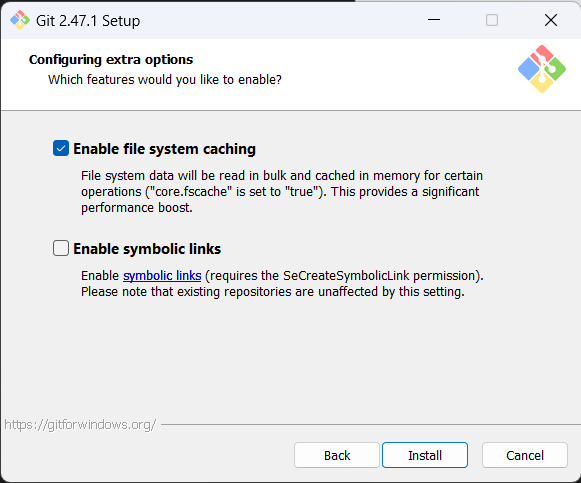 Git 2.47.1 Setup
Configuring extra options
Which features would you like to enable?
Enable file system caching
File system data will be read in bulk and cached in memory for certain
operations ("core.fscache" is set to "true"). This provides a significant
performance boost.
Enable symbolic links
Enable symbolic links (requires the SeCreateSymbolicLink permission).
Please note that existing repositories are unaffected by this setting.
https://gitforwindows.org/
Back Install Cancel